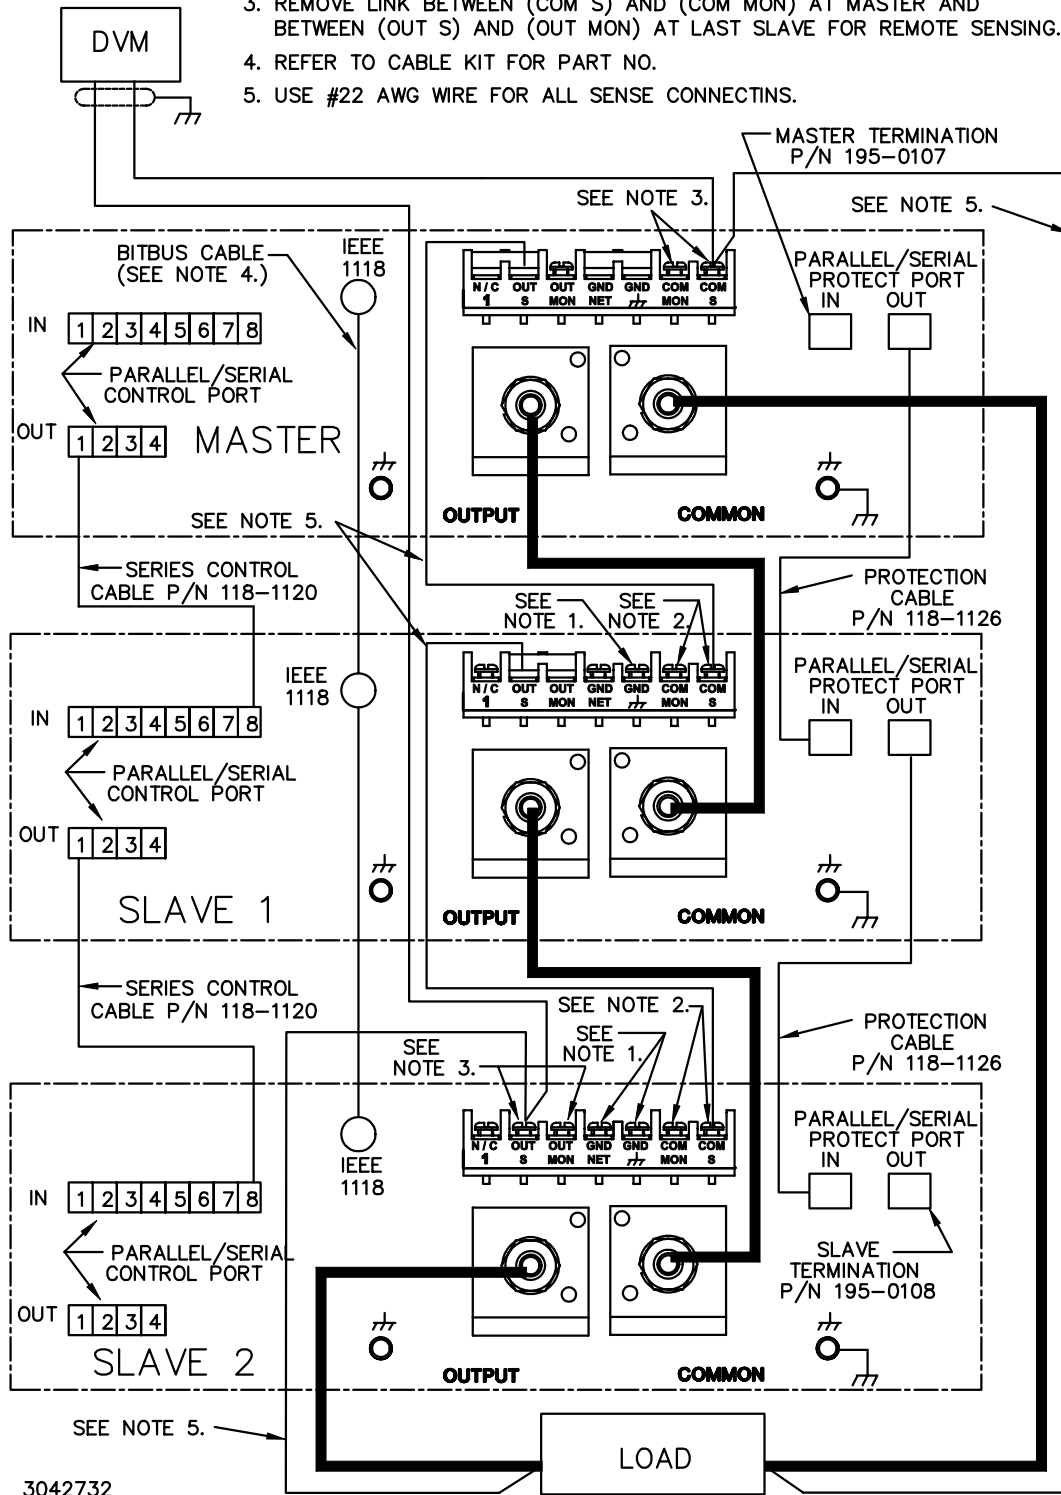 3. REMOVE LINK BETWEEN (COM S) AND (COM MON) AT MASTER AND
BETWEEN (OUT S) AND (OUT MON) AT LAST SLAVE FOR REMOTE SENSING.
DVM
4. REFER TO CABLE KIT FOR PART NO.
5. USE #22 AWG WIRE FOR ALL SENSE CONNECTINS.
MASTER TERMINATION
P/N 195-0107
SEE NOTE 3.
SEE NOTE 5.
BITBUS CABLE
(SEE NOTE 4.)
IEEE
1118
N/C OUT OUT GND GND COM COM
1 S MON NET MON S
PARALLEL/SERIAL
PROTECT PORT
IN OUT
IN 1 2 3 4 5 6 7 8
PARALLEL/SERIAL
CONTROL PORT
OUT 1 2 3 4
MASTER
OUTPUT COMMON
SEE NOTE 5.
SERIES CONTROL
CABLE P/N 118-1120
SEE
NOTE 1.
SEE
NOTE 2.
PROTECTION
CABLE
P/N 118-1126
IEEE
1118
N/C OUT OUT GND GND COM COM
1 S MON NET MON S
PARALLEL/SERIAL
PROTECT PORT
IN OUT
IN 1 2 3 4 5 6 7 8
PARALLEL/SERIAL
CONTROL PORT
OUT 1 2 3 4
SLAVE 1
OUTPUT COMMON
SERIES CONTROL
CABLE P/N 118-1120
SEE NOTE 2.
SEE
NOTE 1.
SEE
NOTE 3.
PROTECTION
CABLE
P/N 118-1126
N/C OUT OUT GND GND COM COM
1 S MON NET MON S
PARALLEL/SERIAL
PROTECT PORT
IN OUT
IEEE
1118
IN 1 2 3 4 5 6 7 8
PARALLEL/SERIAL
CONTROL PORT
SLAVE
TERMINATION
P/N 195-0108
OUT 1 2 3 4
SLAVE 2
OUTPUT COMMON
SEE NOTE 5.
LOAD
3042732